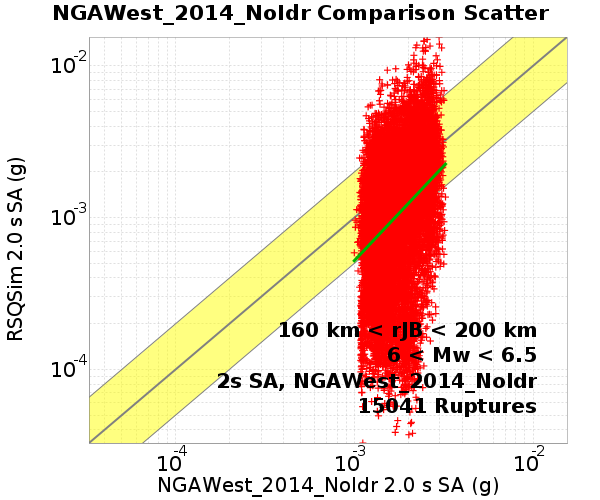 NGAWest_2014_NoIdr Comparison Scatter
RSQSim 2.0 s SA (g)
10-2
10-3
10-4
160 km < rJB < 200 km
6 < Mw < 6.5
2s SA, NGAWest_2014_NoIdr
15041 Ruptures
10-4 10-3 10-2
NGAWest_2014_NoIdr 2.0 s SA (g)